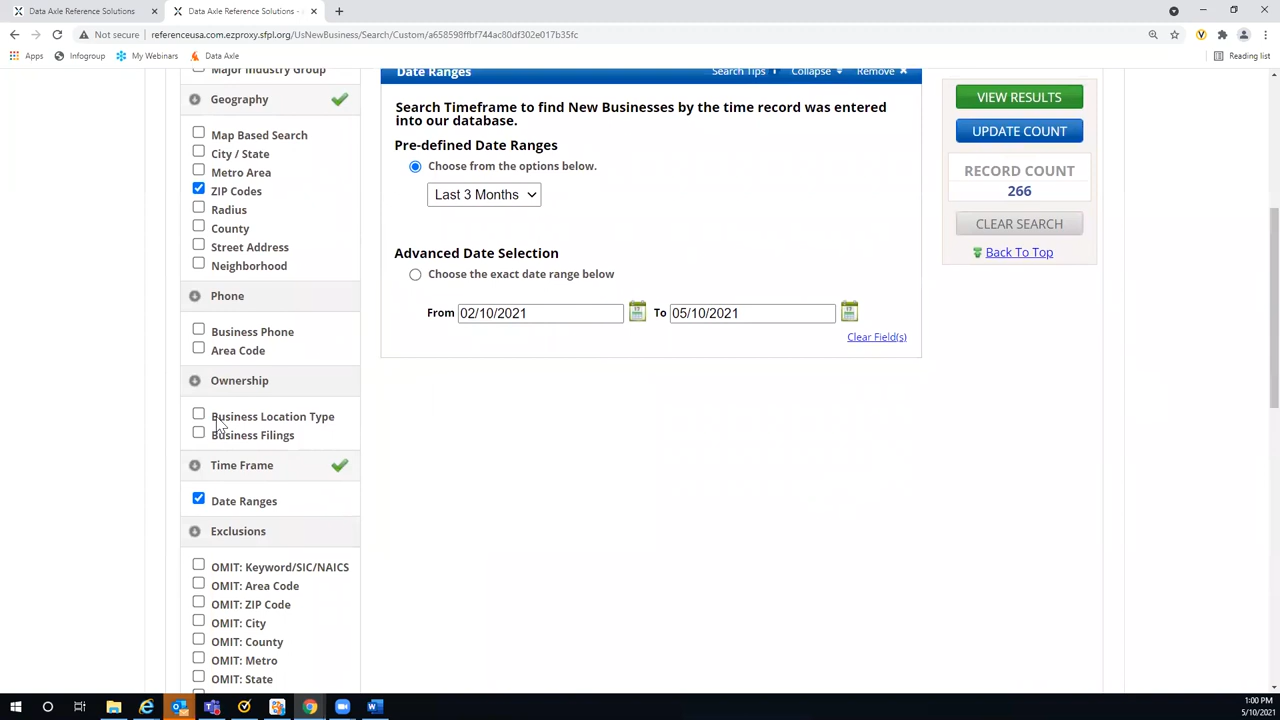 Data Axle Reference Solutions
Data Axle Reference Solutions -
Not secure
referenceusa.com.ezproxy.sfpl.org/UsNewBusiness/Search/Custom/a658598ffbf744ac80df302e017b35fc
Apps
Infogroup
My Webinars
Data Axle
Reading list
Major Industry Group
Geography
Map Based Search
City / State
Metro Area
ZIP Codes
Radius
County
Street Address
Neighborhood
Phone
Business Phone
Area Code
Ownership
Business Location Type
Business Filings
Time Frame
Date Ranges
Exclusions
OMIT: Keyword/SIC/NAICS
OMIT: Area Code
OMIT: ZIP Code
OMIT: City
OMIT: County
OMIT: Metro
OMIT: State
Date Ranges
Search Tips
Collapse
Remove
Search Timeframe to find New Businesses by the time record was entered
into our database.
Pre-defined Date Ranges
Choose from the options below.
Last 3 Months
Advanced Date Selection
Choose the exact date range below
From 02/10/2021 To 05/10/2021
Clear Field(s)
VIEW RESULTS
UPDATE COUNT
RECORD COUNT
266
CLEAR SEARCH
Back To Top
1:00 PM
5/10/2021